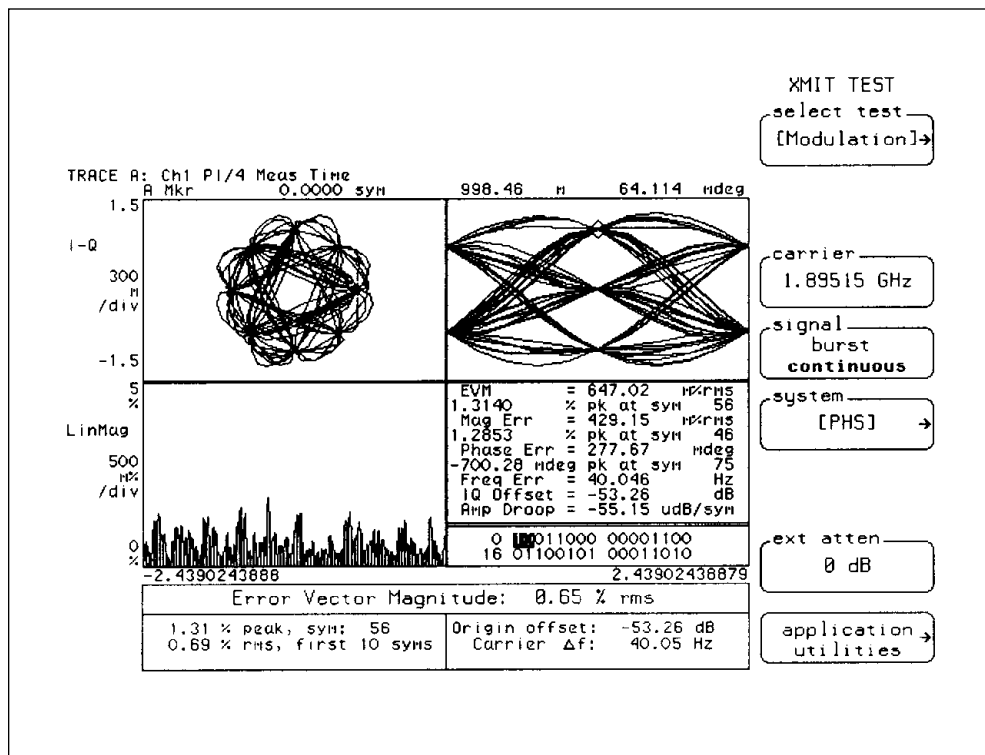 XMIT TEST
select test
[Modulation]→
TRACE A: Ch1 PI/4 Meas Time
A Mkr 0.0000 sym 998.46 m 64.114 mdeg
1.5
I-Q
300
m
/div
-1.5
carrier
1.89515 GHz
signal
burst
continuous
system
[PHS] →
5
%
LinMag
500
m%
/div
0
%
EVM = 647.02 m%rms
1.3140 % pk at sym 56
Mag Err = 429.15 m%rms
1.2853 % pk at sym 46
Phase Err = 277.67 mdeg
-700.28 mdeg pk at sym 75
Freq Err = 40.046 Hz
IQ Offset = -53.26 dB
Amp Droop = -55.15 udB/sym
0 011000 00001100
16 01100101 00011010
-2.4390243888 2.43902438879
ext atten
0 dB
Error Vector Magnitude: 0.65 % rms
1.31 % peak, sym: 56
0.69 % rms, first 10 syms
Origin offset: -53.26 dB
Carrier Δf: 40.05 Hz
application →
utilities